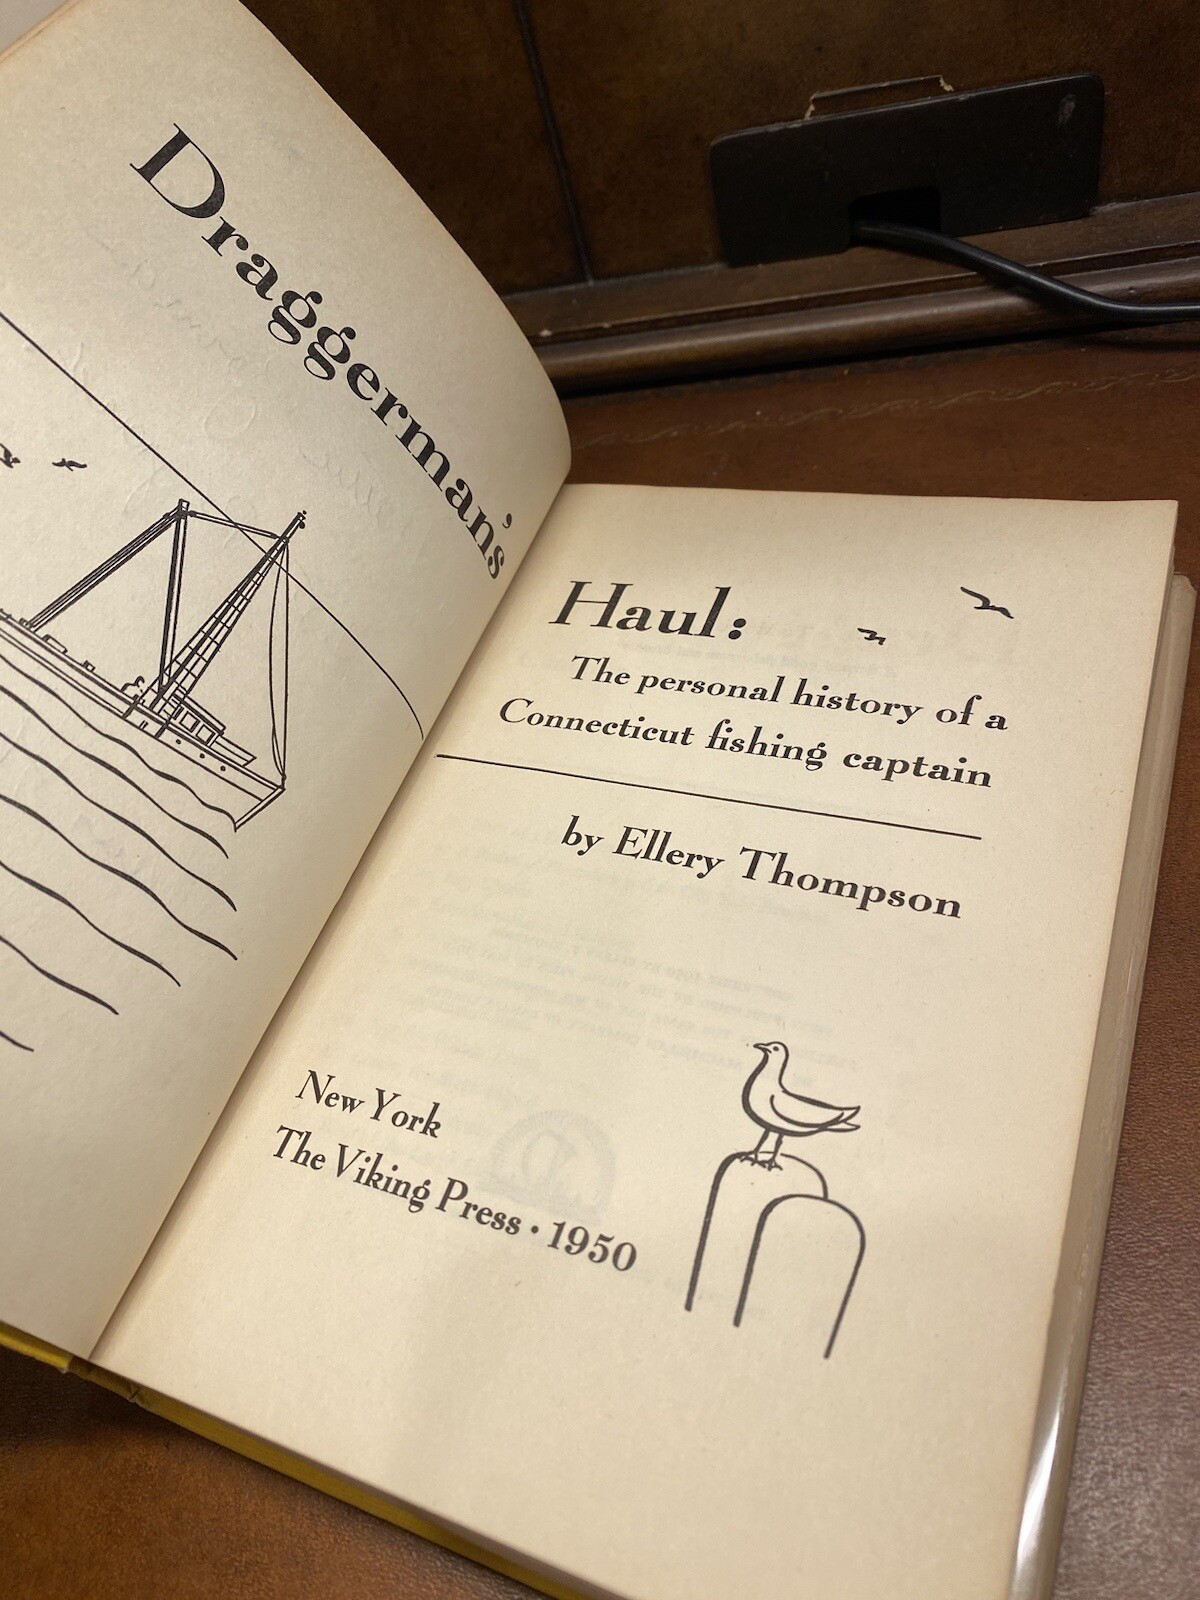 Draggerman's
Haul:
The personal history of a
Connecticut fishing captain
by Ellery Thompson
New York
The Viking Press • 1950